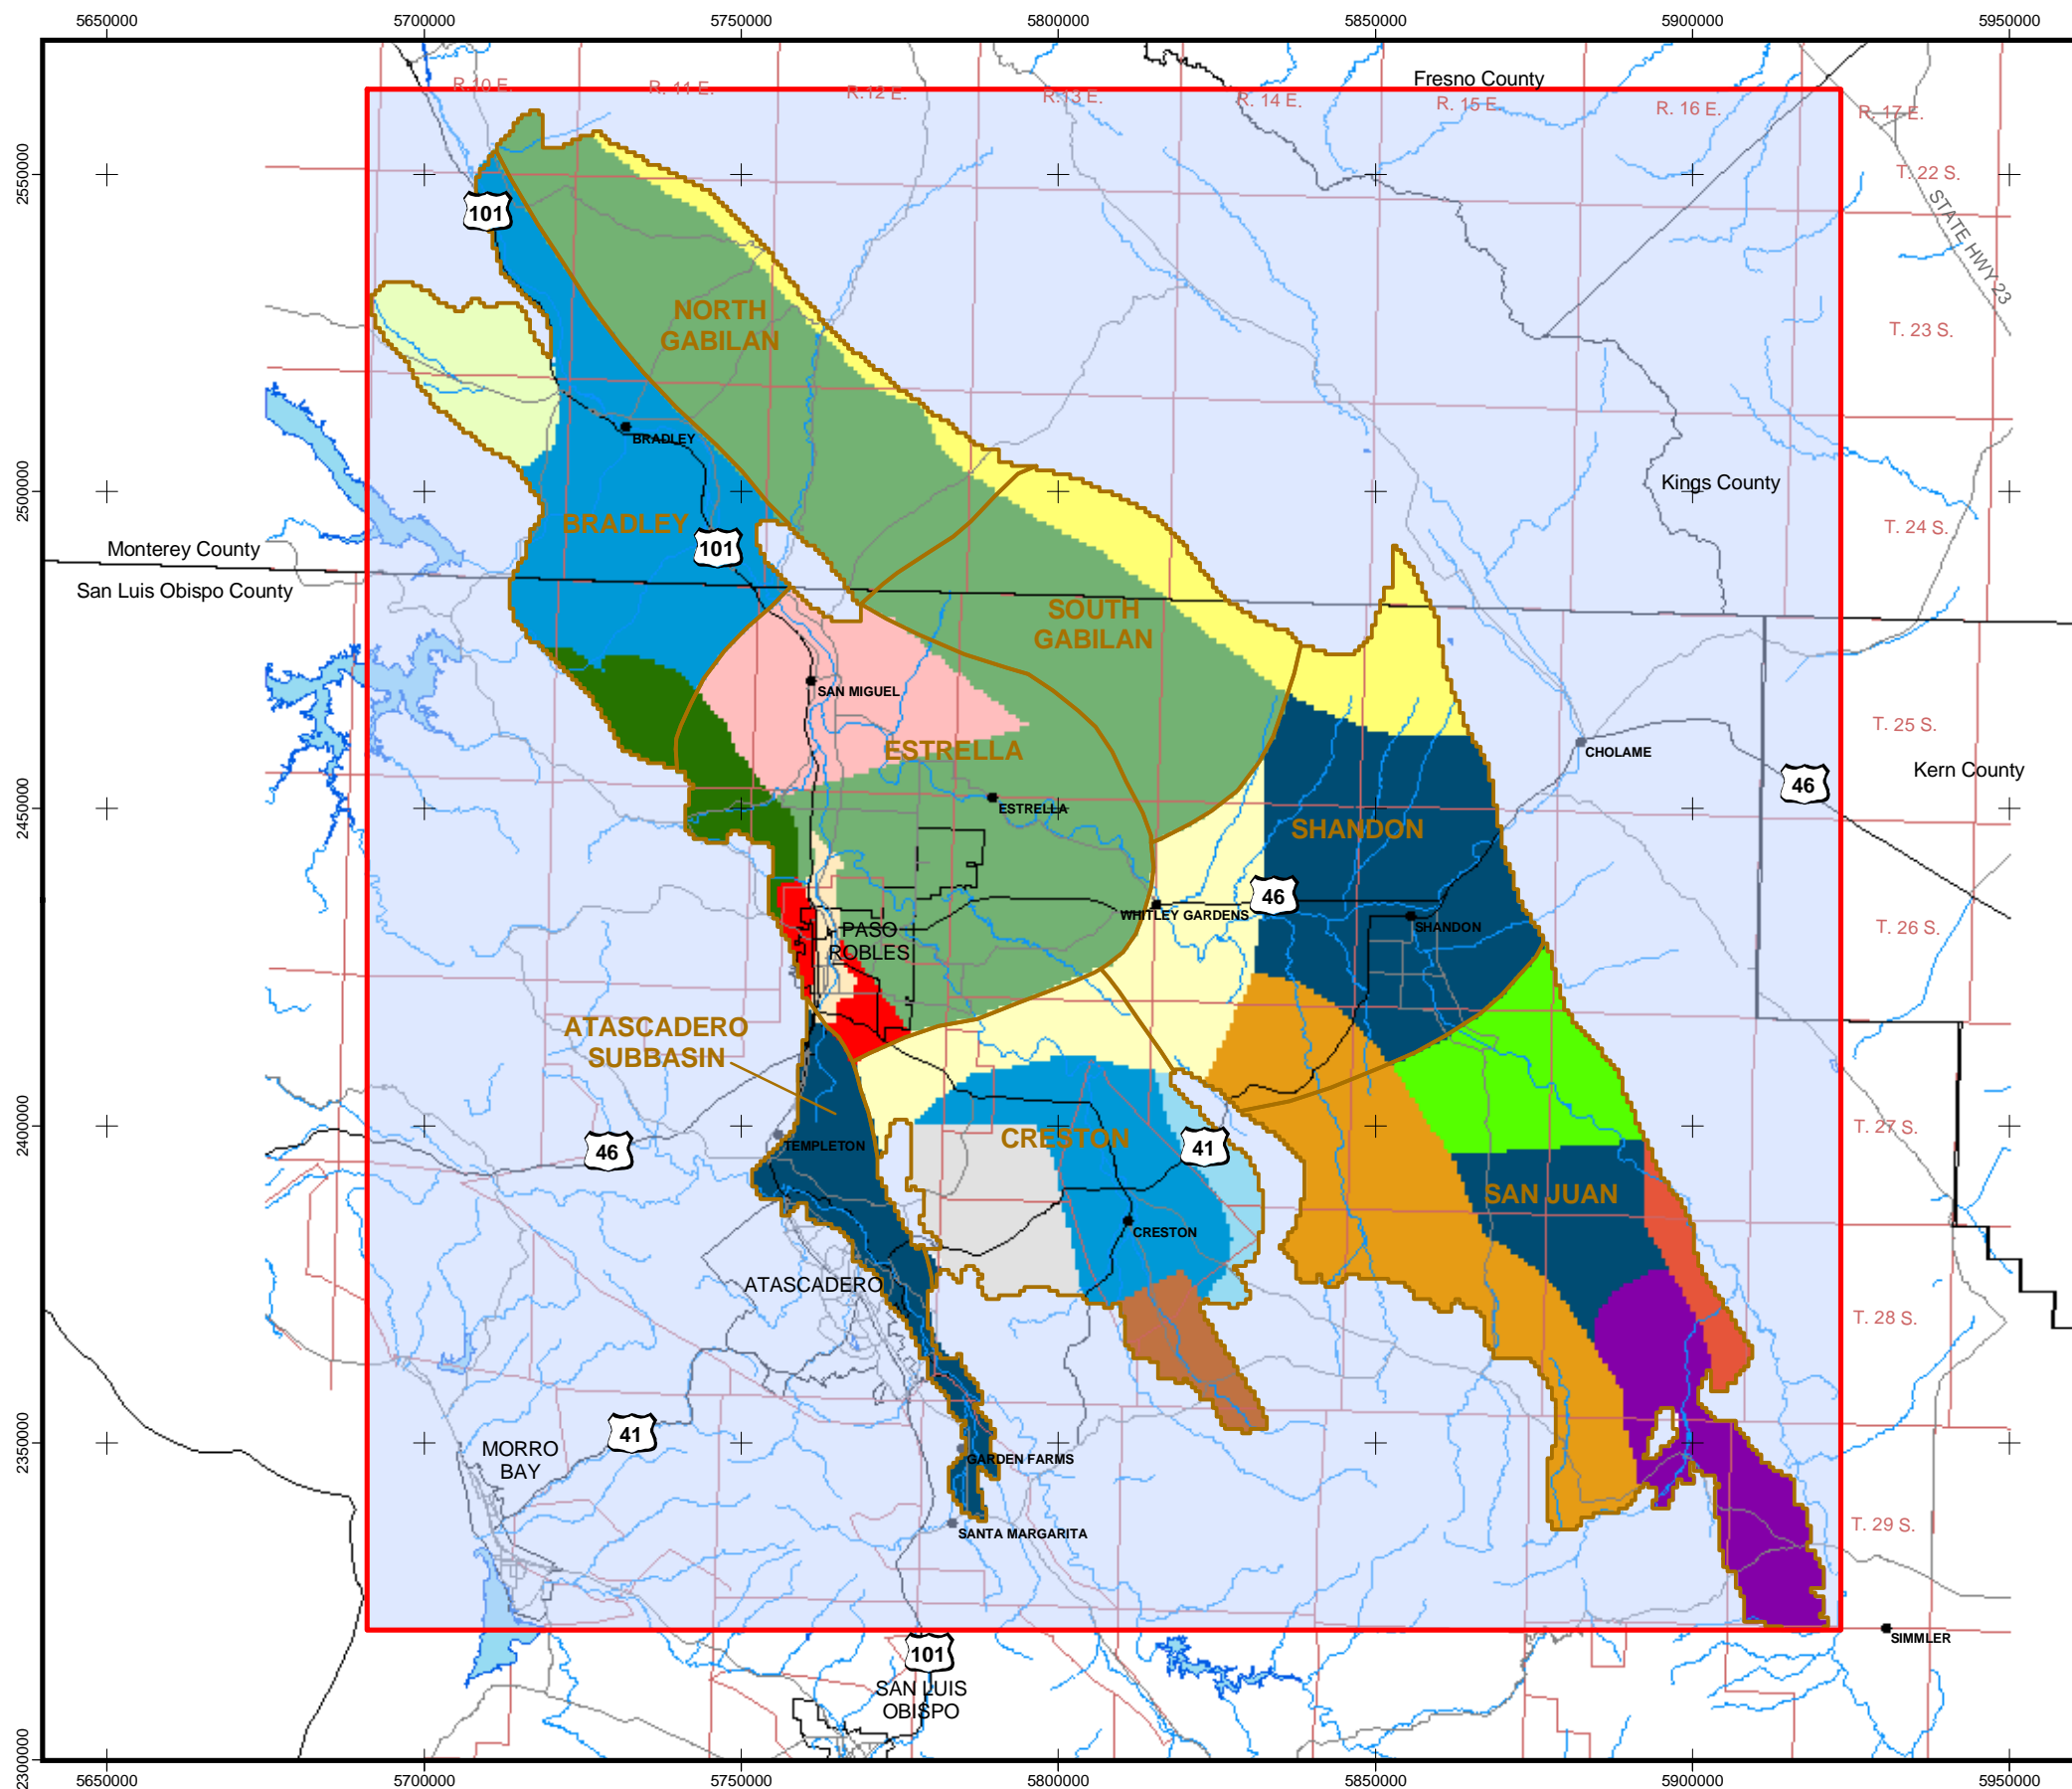 5650000
5700000
5750000
5800000
5850000
5900000
5950000
Fresno County
R. 10 E.
R. 11 E.
R. 12 E.
R. 13 E.
R. 14 E.
R. 15 E.
R. 16 E.
R. 17 E.
2550000
T. 22 S.
STATE HWY 23
101
NORTH
GABILAN
T. 23 S.
BRADLEY
2500000
Kings County
BRADLEY
T. 24 S.
101
Monterey County
San Luis Obispo County
SOUTH
GABILAN
SAN MIGUEL
T. 25 S.
ESTRELLA
CHOLAME
Kern County
46
2450000
ESTRELLA
SHANDON
46
WHITLEY GARDENS
SHANDON
T. 26 S.
PASO
ROBLES
ATASCADERO
SUBBASIN
2400000
T. 27 S.
46
TEMPLETON
CRESTON
41
SAN JUAN
CRESTON
ATASCADERO
T. 28 S.
41
MORRO
BAY
2350000
GARDEN FARMS
SANTA MARGARITA
T. 29 S.
SIMMLER
101
SAN LUIS
OBISPO
2300000
5650000
5700000
5750000
5800000
5850000
5900000
5950000